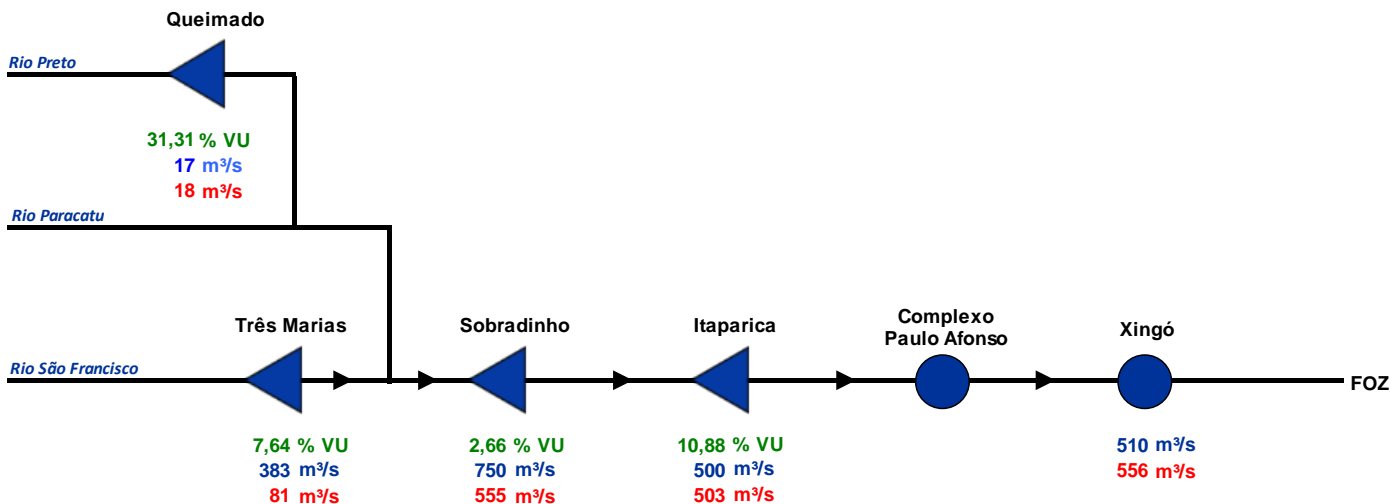 Queimado
Rio Preto
31,31 % VU
17 m³/s
18 m³/s
Rio Paracatu
Três Marias
Sobradinho
Itaparica
Complexo
Paulo Afonso
Xingó
Rio São Francisco
FOZ
7,64 % VU
383 m³/s
81 m³/s
2,66 % VU
750 m³/s
555 m³/s
10,88 % VU
500 m³/s
503 m³/s
510 m³/s
556 m³/s